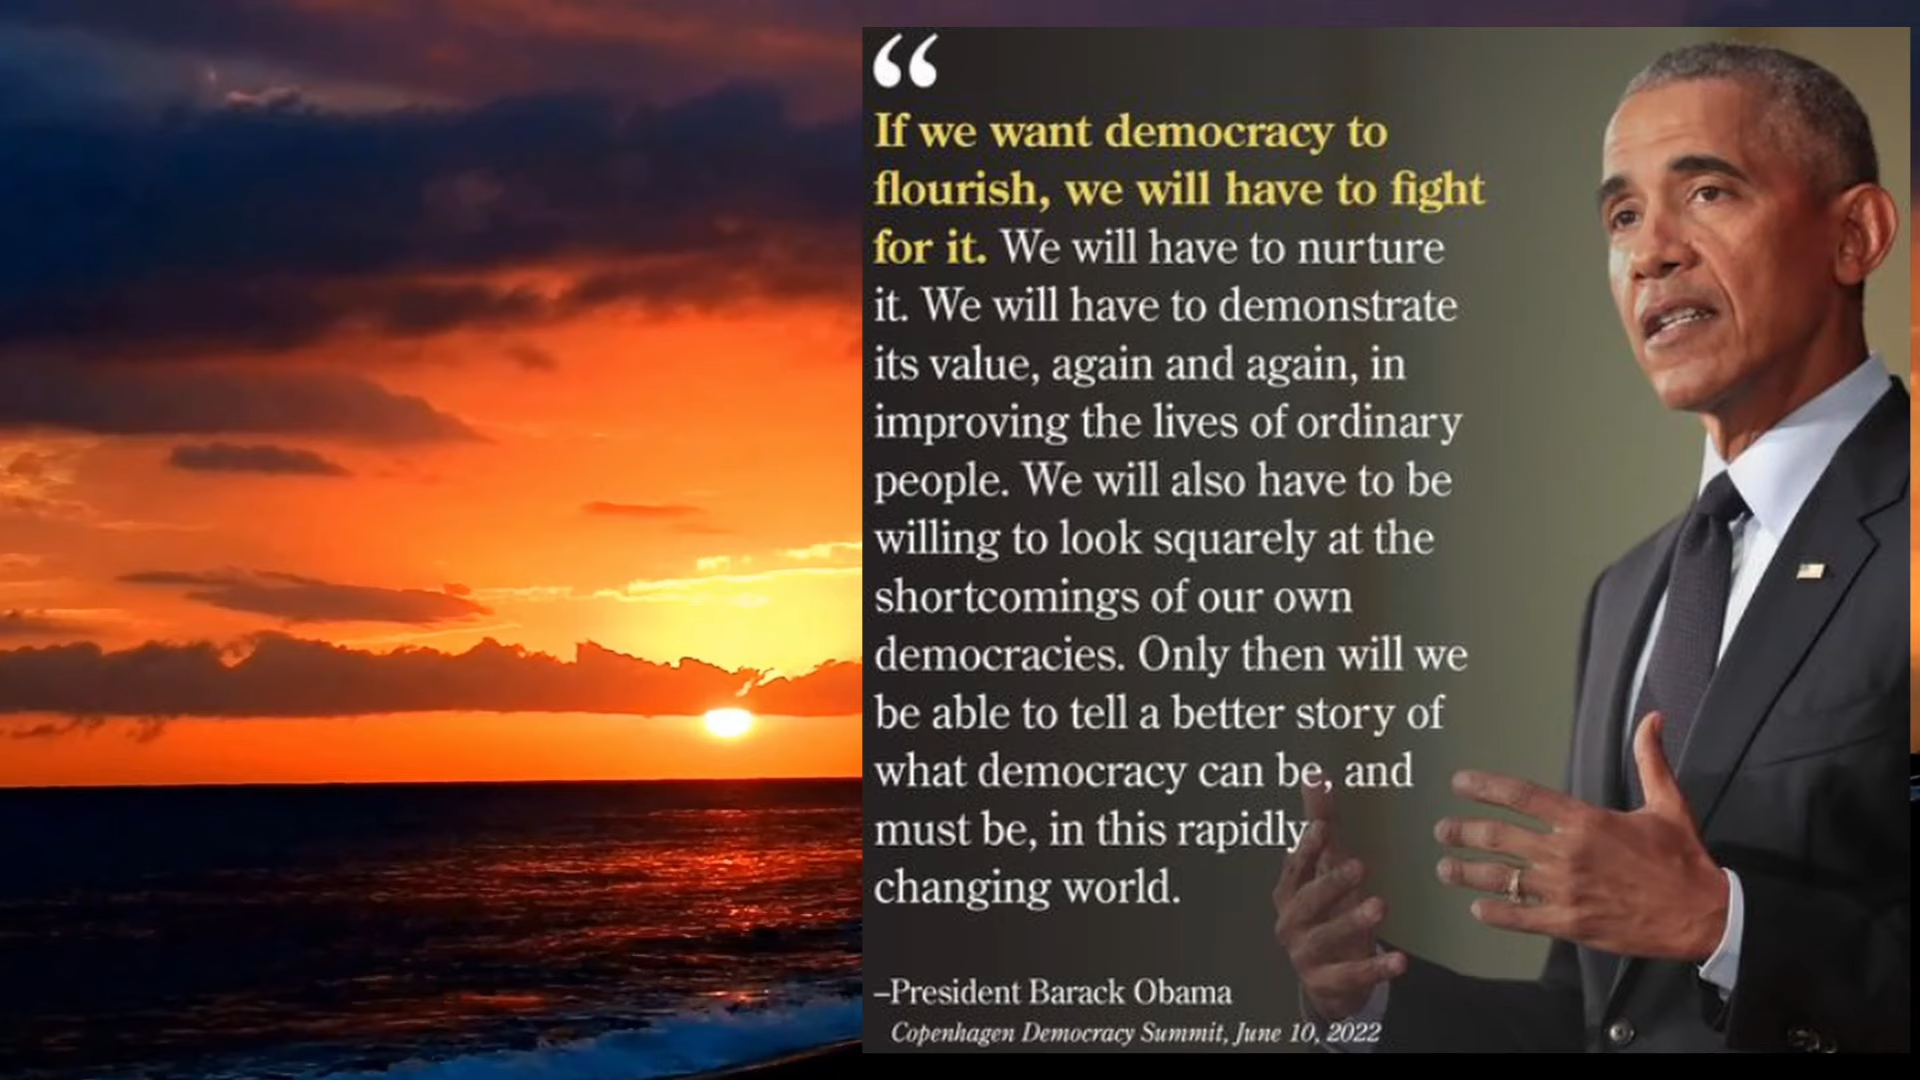 “
If we want democracy to
flourish, we will have to fight
for it. We will have to nurture
it. We will have to demonstrate
its value, again and again, in
improving the lives of ordinary
people. We will also have to be
willing to look squarely at the
shortcomings of our own
democracies. Only then will we
be able to tell a better story of
what democracy can be, and
must be, in this rapidly
changing world.
–President Barack Obama
Copenhagen Democracy Summit, June 10, 2022